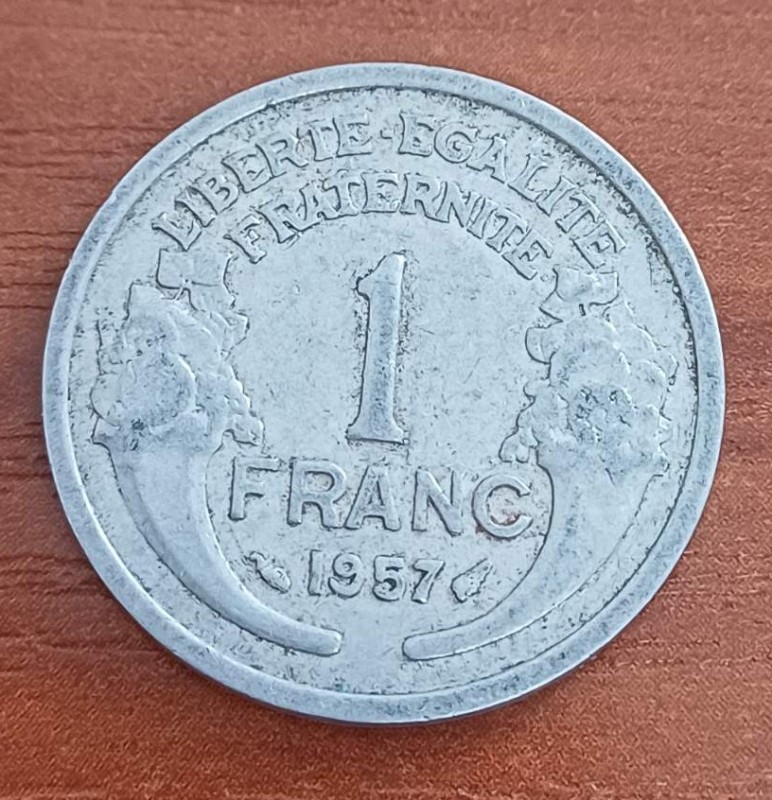 LIBERTE·EGALITE
FRATERNITE
1
FRANC
1957